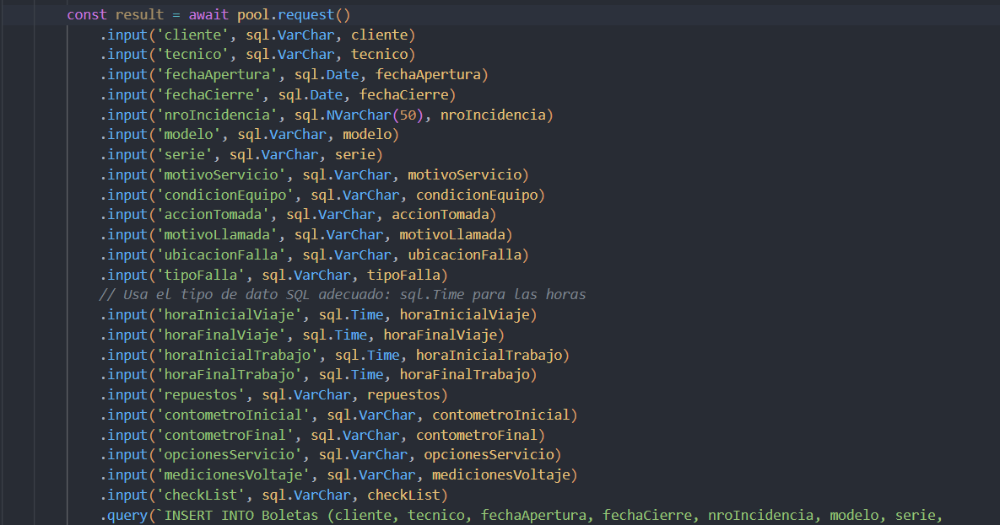 const result = await pool.request()
.input('cliente', sql.VarChar, cliente)
.input('tecnico', sql.VarChar, tecnico)
.input('fechaApertura', sql.Date, fechaApertura)
.input('fechaCierre', sql.Date, fechaCierre)
.input('nroIncidencia', sql.NVarChar(50), nroIncidencia)
.input('modelo', sql.VarChar, modelo)
.input('serie', sql.VarChar, serie)
.input('motivoServicio', sql.VarChar, motivoServicio)
.input('condicionEquipo', sql.VarChar, condicionEquipo)
.input('accionTomada', sql.VarChar, accionTomada)
.input('motivoLlamada', sql.VarChar, motivoLlamada)
.input('ubicacionFalla', sql.VarChar, ubicacionFalla)
.input('tipoFalla', sql.VarChar, tipoFalla)
// Usa el tipo de dato SQL adecuado: sql.Time para las horas
.input('horaInicialViaje', sql.Time, horaInicialViaje)
.input('horaFinalViaje', sql.Time, horaFinalViaje)
.input('horaInicialTrabajo', sql.Time, horaInicialTrabajo)
.input('horaFinalTrabajo', sql.Time, horaFinalTrabajo)
.input('repuestos', sql.VarChar, repuestos)
.input('contometroInicial', sql.VarChar, contometroInicial)
.input('contometroFinal', sql.VarChar, contometroFinal)
.input('opcionesServicio', sql.VarChar, opcionesServicio)
.input('medicionesVoltaje', sql.VarChar, medicionesVoltaje)
.input('checkList', sql.VarChar, checkList)
.query(`INSERT INTO Boletas (cliente, tecnico, fechaApertura, fechaCierre, nroIncidencia, modelo, serie,